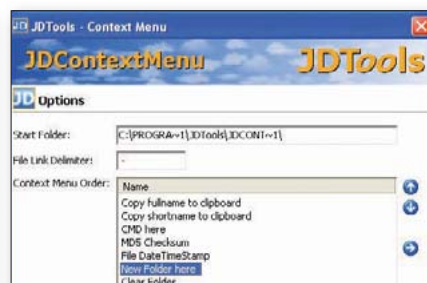 JDTools - Context Menu
JDContextMenu JDTools
JD Options
Start Folder: C:\PROGRA~1\JDTools\JDCONT~1\
File Link Delimiter: -
Context Menu Order: Name
Copy fullname to clipboard
Copy shortname to clipboard
CMD here
MD5 Checksum
File DateTimeStamp
New Folder here
Clear Folder